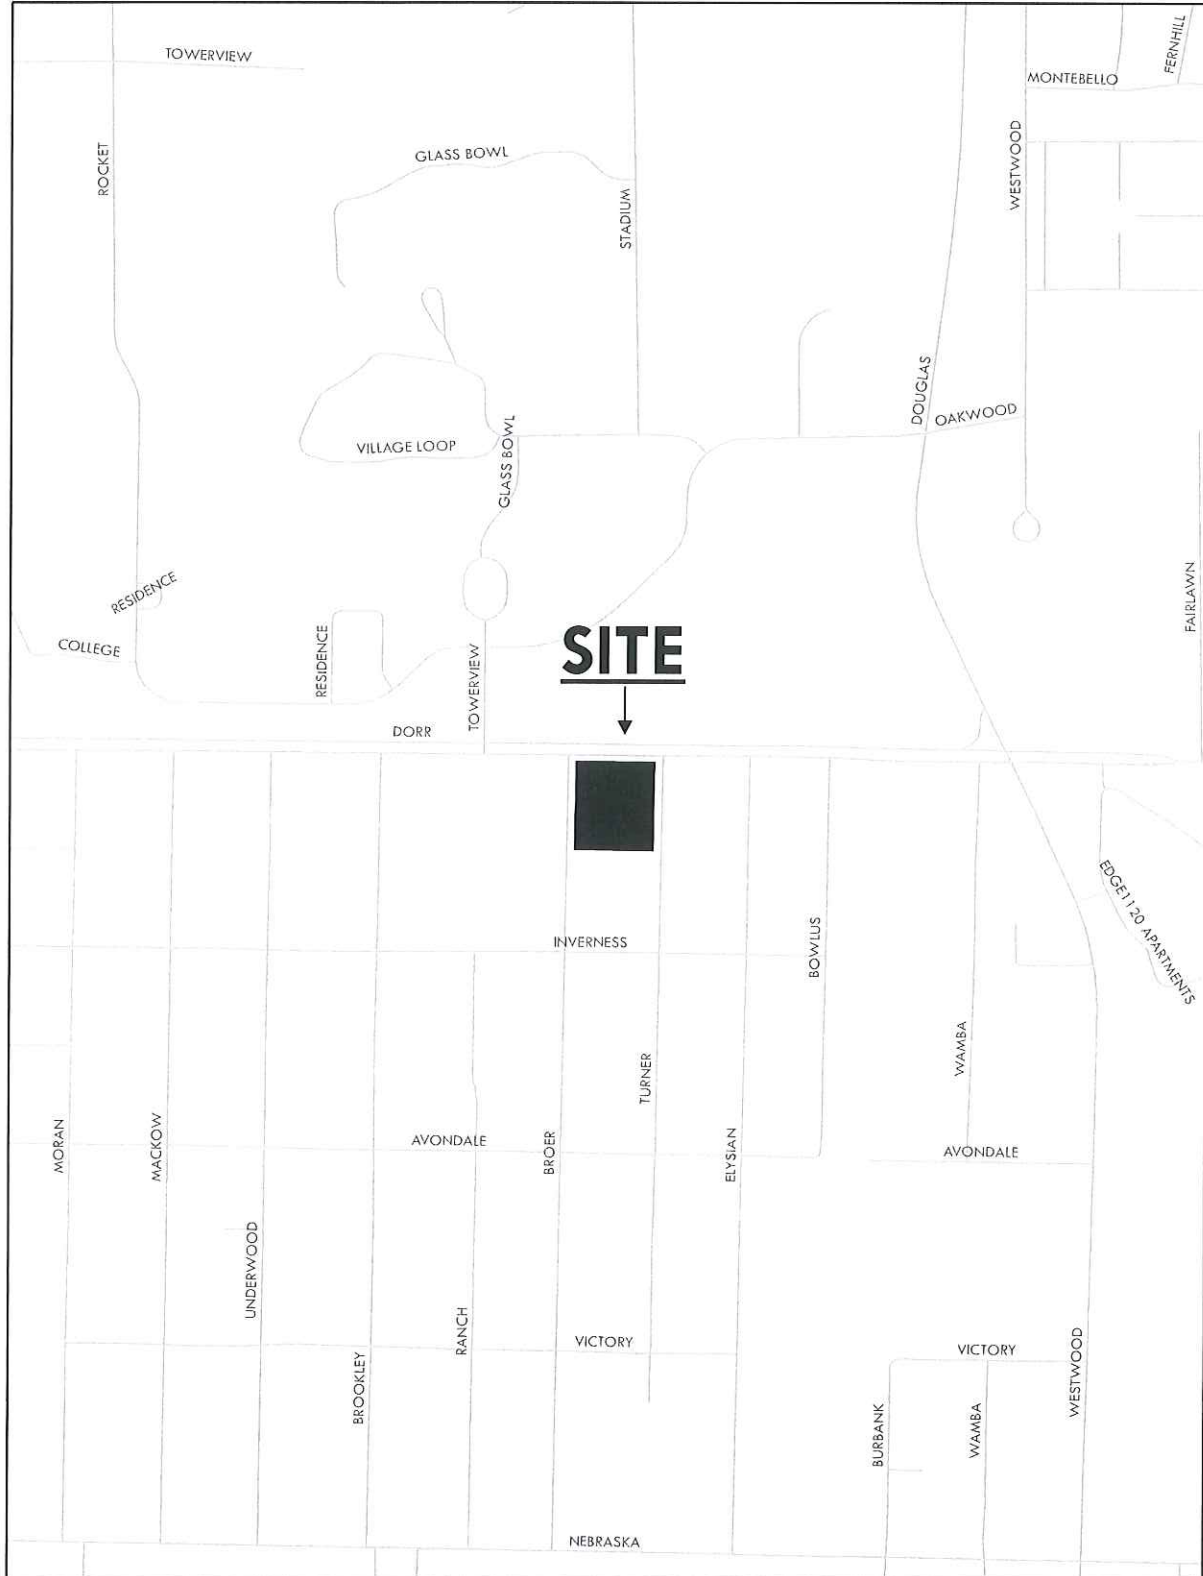 FERNHILL
TOWERVIEW
MONTEBELLO
ROCKET
GLASS BOWL
WESTWOOD
STADIUM
DOUGLAS
OAKWOOD
VILLAGE LOOP
GLASS BOWL
RESIDENCE
FAIRLAWN
COLLEGE
RESIDENCE
SITE
TOWERVIEW
DORR
EDGE1120 APARTMENTS
INVERNESS
BOWLUS
WAMBA
TURNER
MORAN
MACKOW
AVONDALE
BROER
ELYSIAN
AVONDALE
UNDERWOOD
RANCH
VICTORY
VICTORY
WESTWOOD
BROOKLEY
BURBANK
WAMBA
NEBRASKA